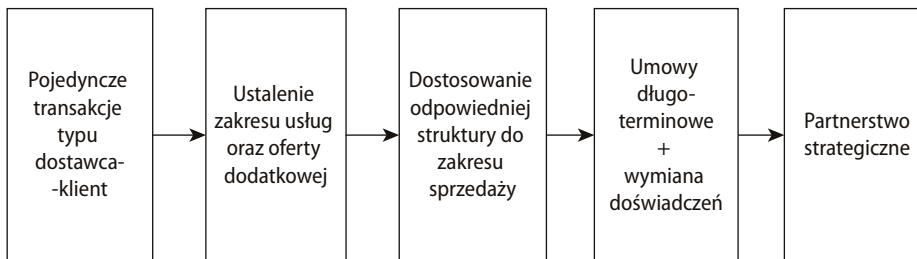 Pojedyncze
transakcje
typu
dostawca-
-klient
Ustalenie
zakresu usług
oraz oferty
dodatkowej
Dostosowanie
odpowiedniej
struktury do
zakresu
sprzedaży
Umowy
długo-
terminowe
+
wymiana
doświadczeń
Partnerstwo
strategiczne